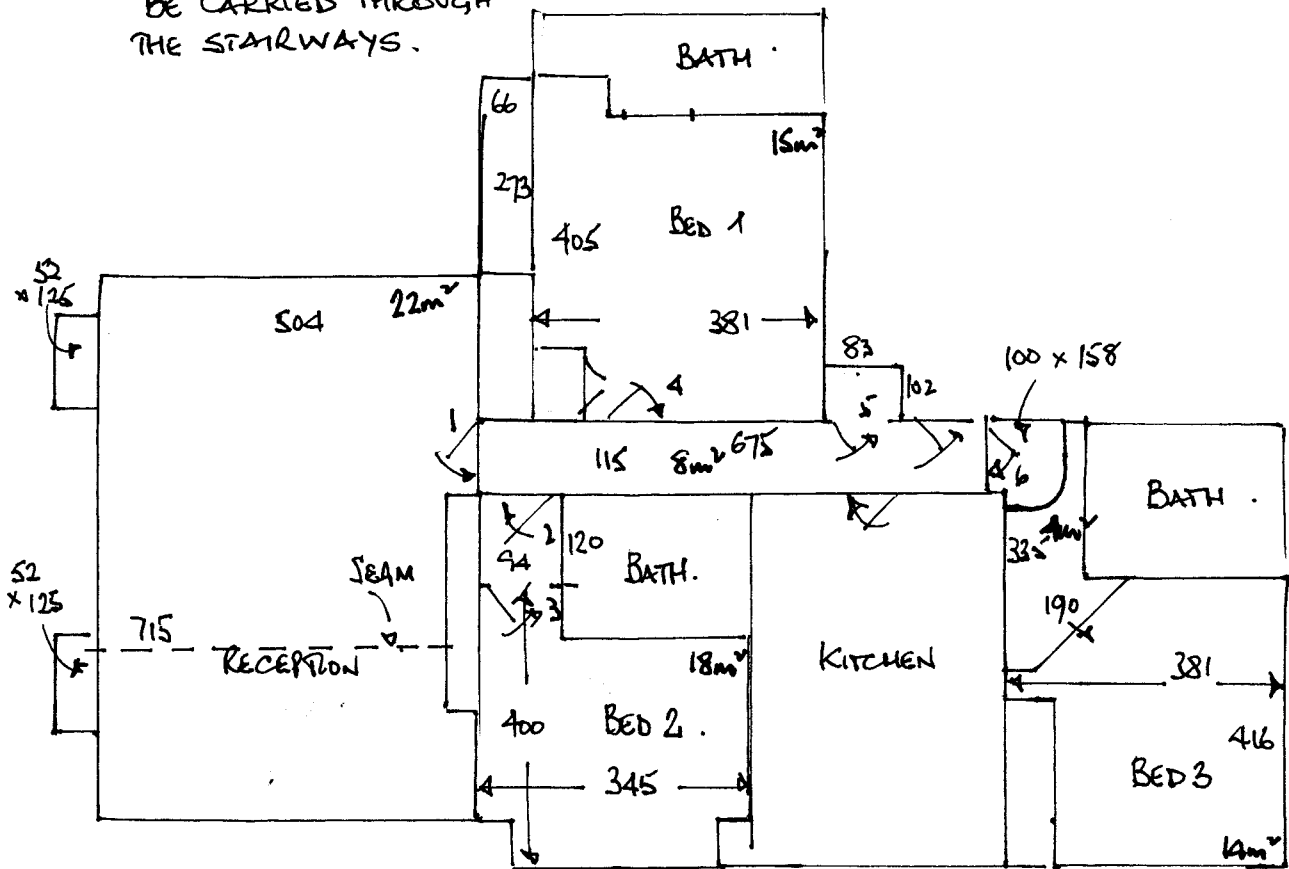 BE CARRIED THROUGH
THE STAIRWAYS.
BATH.
66
15m²
273
405
BED 1
52
x 125
22m²
504
381
83
100 x 158
4
102
1
5
115
8m²
675
6
BATH.
2
120
94
BATH.
335
4m²
SEAM
3
52
x 125
190
715
RECEPTION
18m²
KITCHEN
381
400
BED 2.
416
345
BED 3
14m²